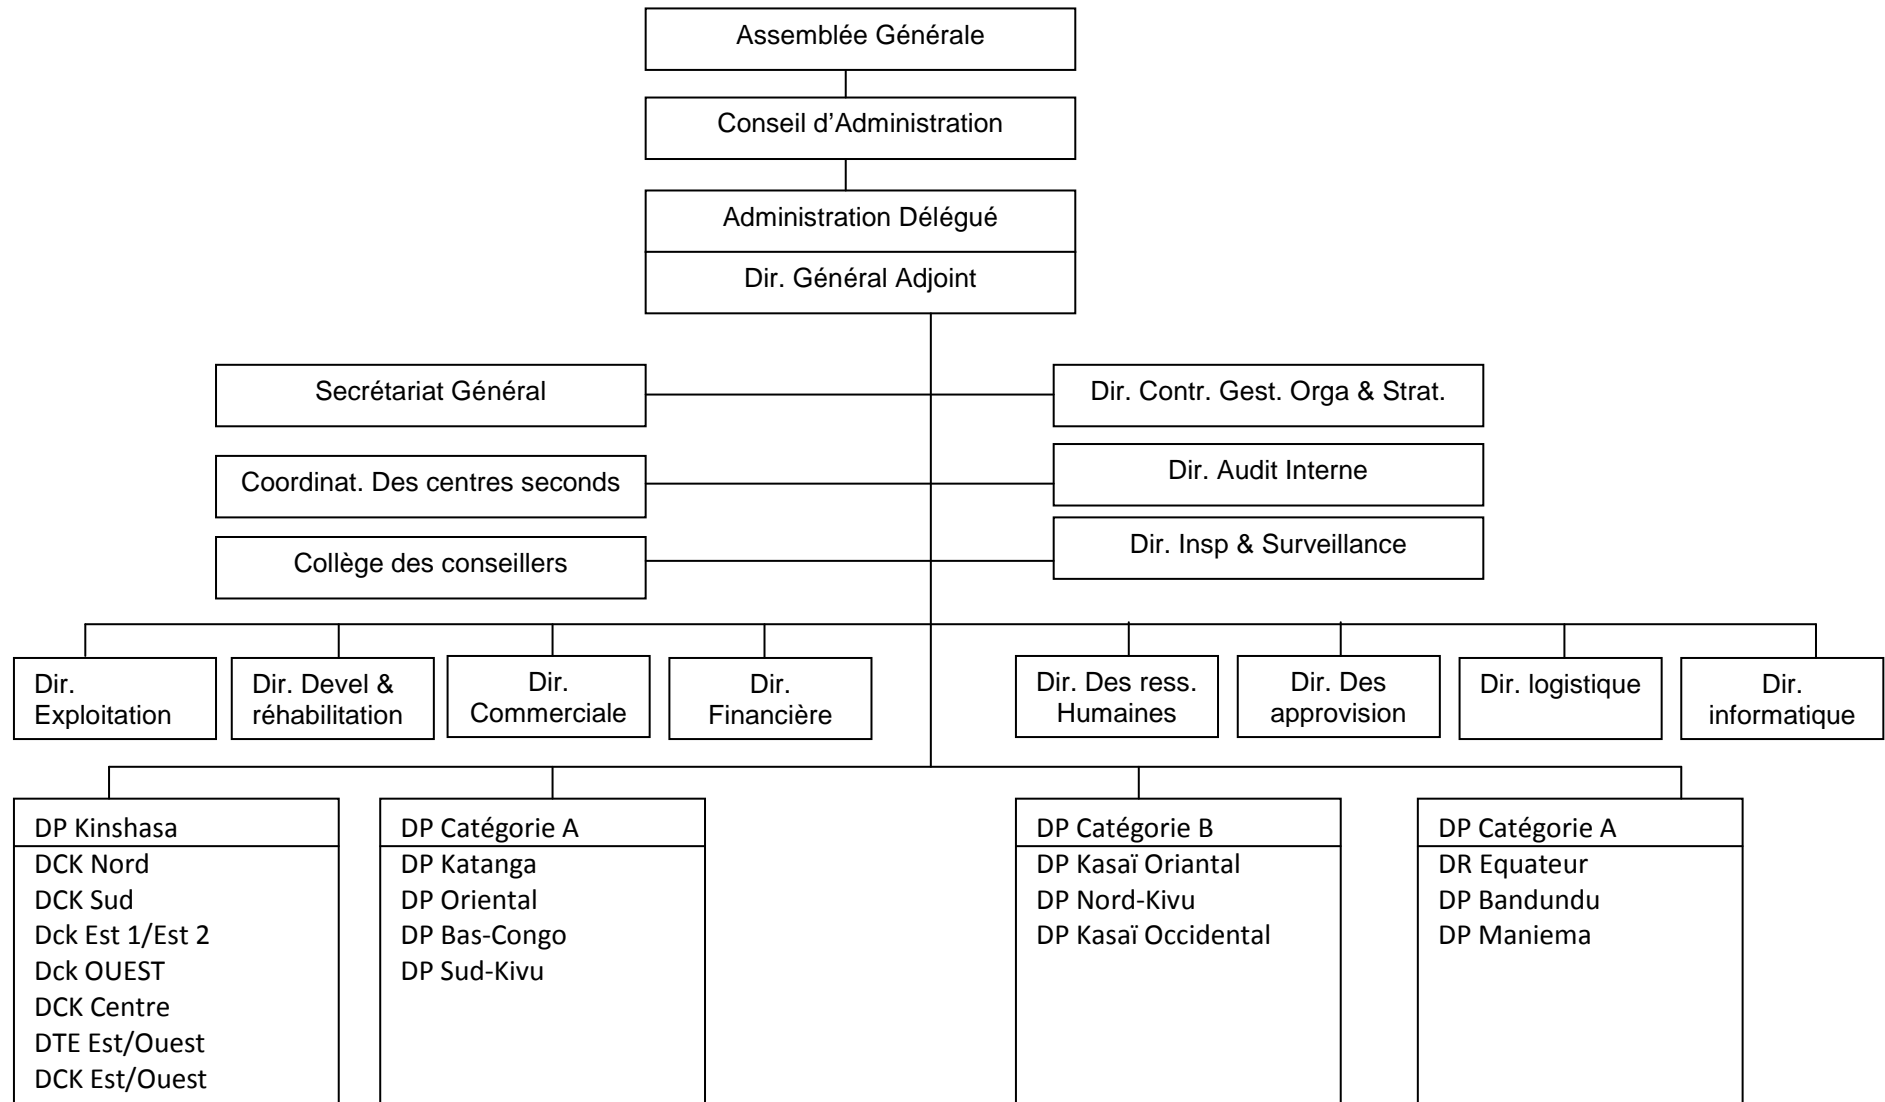 Assemblée Générale
Conseil d’Administration
Administration Délégué
Dir. Général Adjoint
Secrétariat Général
Dir. Contr. Gest. Orga & Strat.
Coordinat. Des centres seconds
Dir. Audit Interne
Collège des conseillers
Dir. Insp & Surveillance
Dir.
Exploitation
Dir. Devel &
réhabilitation
Dir.
Commerciale
Dir.
Financière
Dir. Des ress.
Humaines
Dir. Des
approvision
Dir. logistique
Dir.
informatique
DP Kinshasa
DCK Nord
DCK Sud
Dck Est 1/Est 2
Dck OUEST
DCK Centre
DTE Est/Ouest
DCK Est/Ouest
DP Catégorie A
DP Katanga
DP Oriental
DP Bas-Congo
DP Sud-Kivu
DP Catégorie B
DP Kasaï Oriantal
DP Nord-Kivu
DP Kasaï Occidental
DP Catégorie A
DR Equateur
DP Bandundu
DP Maniema